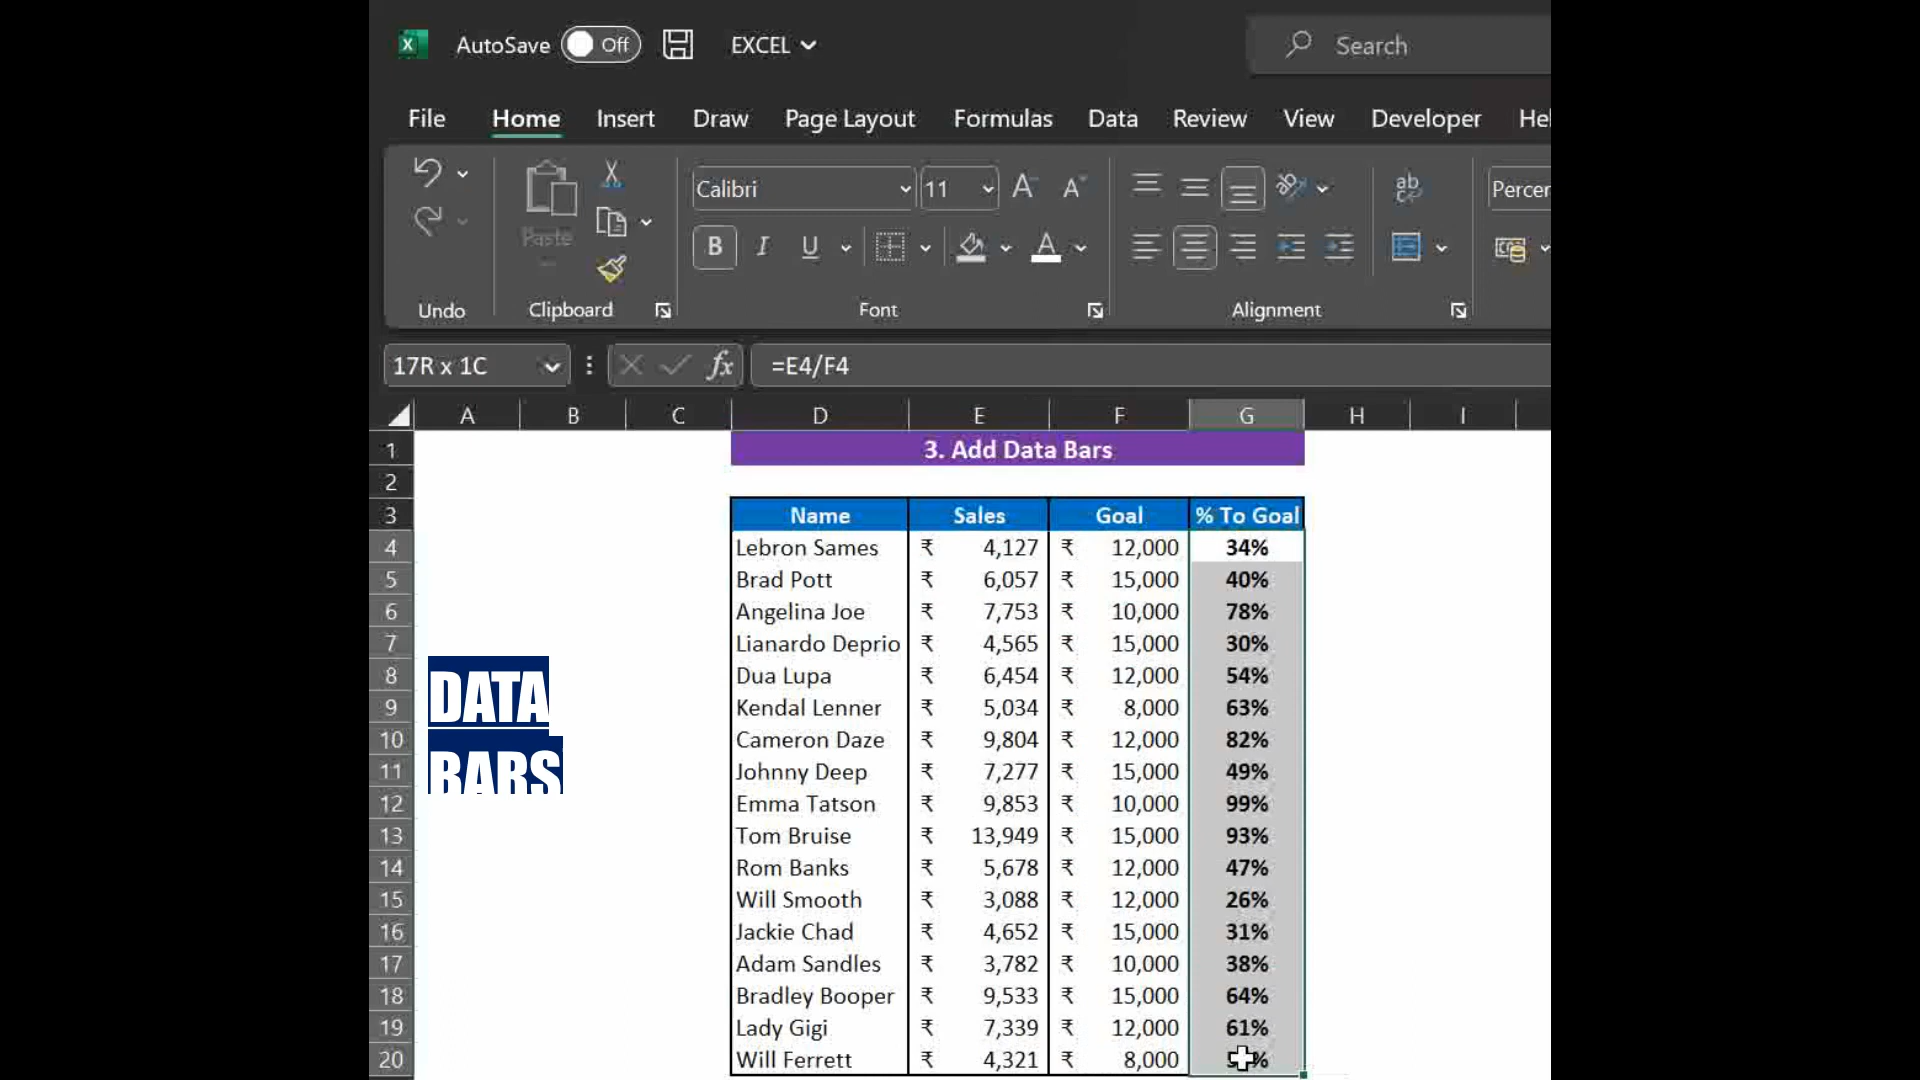 AutoSave Off EXCEL Search
File Home Insert Draw Page Layout Formulas Data Review View Developer Hel
Paste Calibri 11 A A ab Percen
B I U A
Undo Clipboard Font Alignment
17R x 1C fx =E4/F4
A B C D E F G H I
1 3. Add Data Bars
2
3 Name Sales Goal % To Goal
4 Lebron Sames ₹ 4,127 ₹ 12,000 34%
5 Brad Pott ₹ 6,057 ₹ 15,000 40%
6 Angelina Joe ₹ 7,753 ₹ 10,000 78%
7 Lianardo Deprio ₹ 4,565 ₹ 15,000 30%
8 Dua Lupa ₹ 6,454 ₹ 12,000 54%
9 Kendal Lenner ₹ 5,034 ₹ 8,000 63%
10 Cameron Daze ₹ 9,804 ₹ 12,000 82%
11 Johnny Deep ₹ 7,277 ₹ 15,000 49%
12 Emma Tatson ₹ 9,853 ₹ 10,000 99%
13 Tom Bruise ₹ 13,949 ₹ 15,000 93%
14 Rom Banks ₹ 5,678 ₹ 12,000 47%
15 Will Smooth ₹ 3,088 ₹ 12,000 26%
16 Jackie Chad ₹ 4,652 ₹ 15,000 31%
17 Adam Sandles ₹ 3,782 ₹ 10,000 38%
18 Bradley Booper ₹ 9,533 ₹ 15,000 64%
19 Lady Gigi ₹ 7,339 ₹ 12,000 61%
20 Will Ferrett ₹ 4,321 ₹ 8,000
DATA
BARS